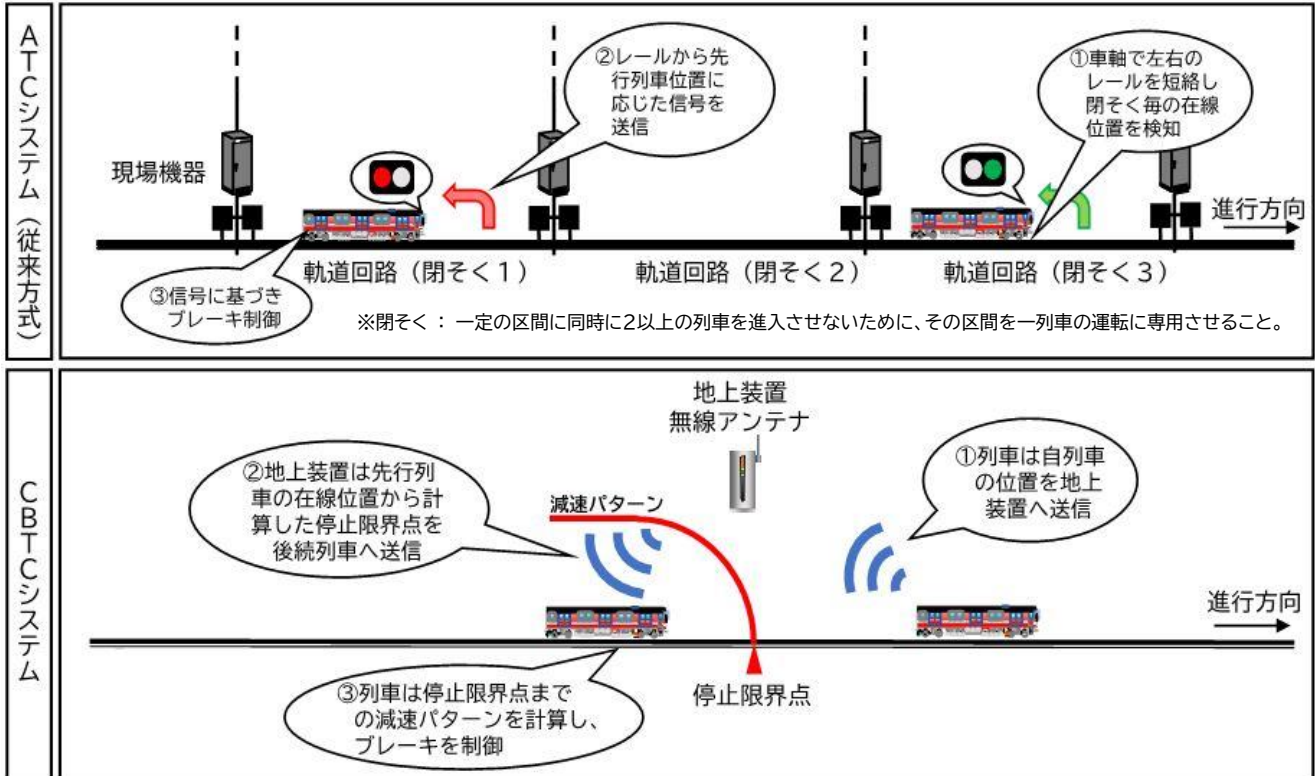 ATCシステム（従来方式）
①車軸で左右の
レールを短絡し
閉そく毎の在線
位置を検知
②レールから先
行列車位置に
応じた信号を
送信
現場機器
進行方向
③信号に基づき
ブレーキ制御
軌道回路（閉そく１）
軌道回路（閉そく２）
軌道回路（閉そく３）
※閉そく ： 一定の区間に同時に2以上の列車を進入させないために、その区間を一列車の運転に専用させること。
CBTCシステム
地上装置
無線アンテナ
①列車は自列車
の位置を地上
装置へ送信
②地上装置は先行列
車の在線位置から計
算した停止限界点を
後続列車へ送信
減速パターン
進行方向
停止限界点
③列車は停止限界点まで
の減速パターンを計算し、
ブレーキを制御